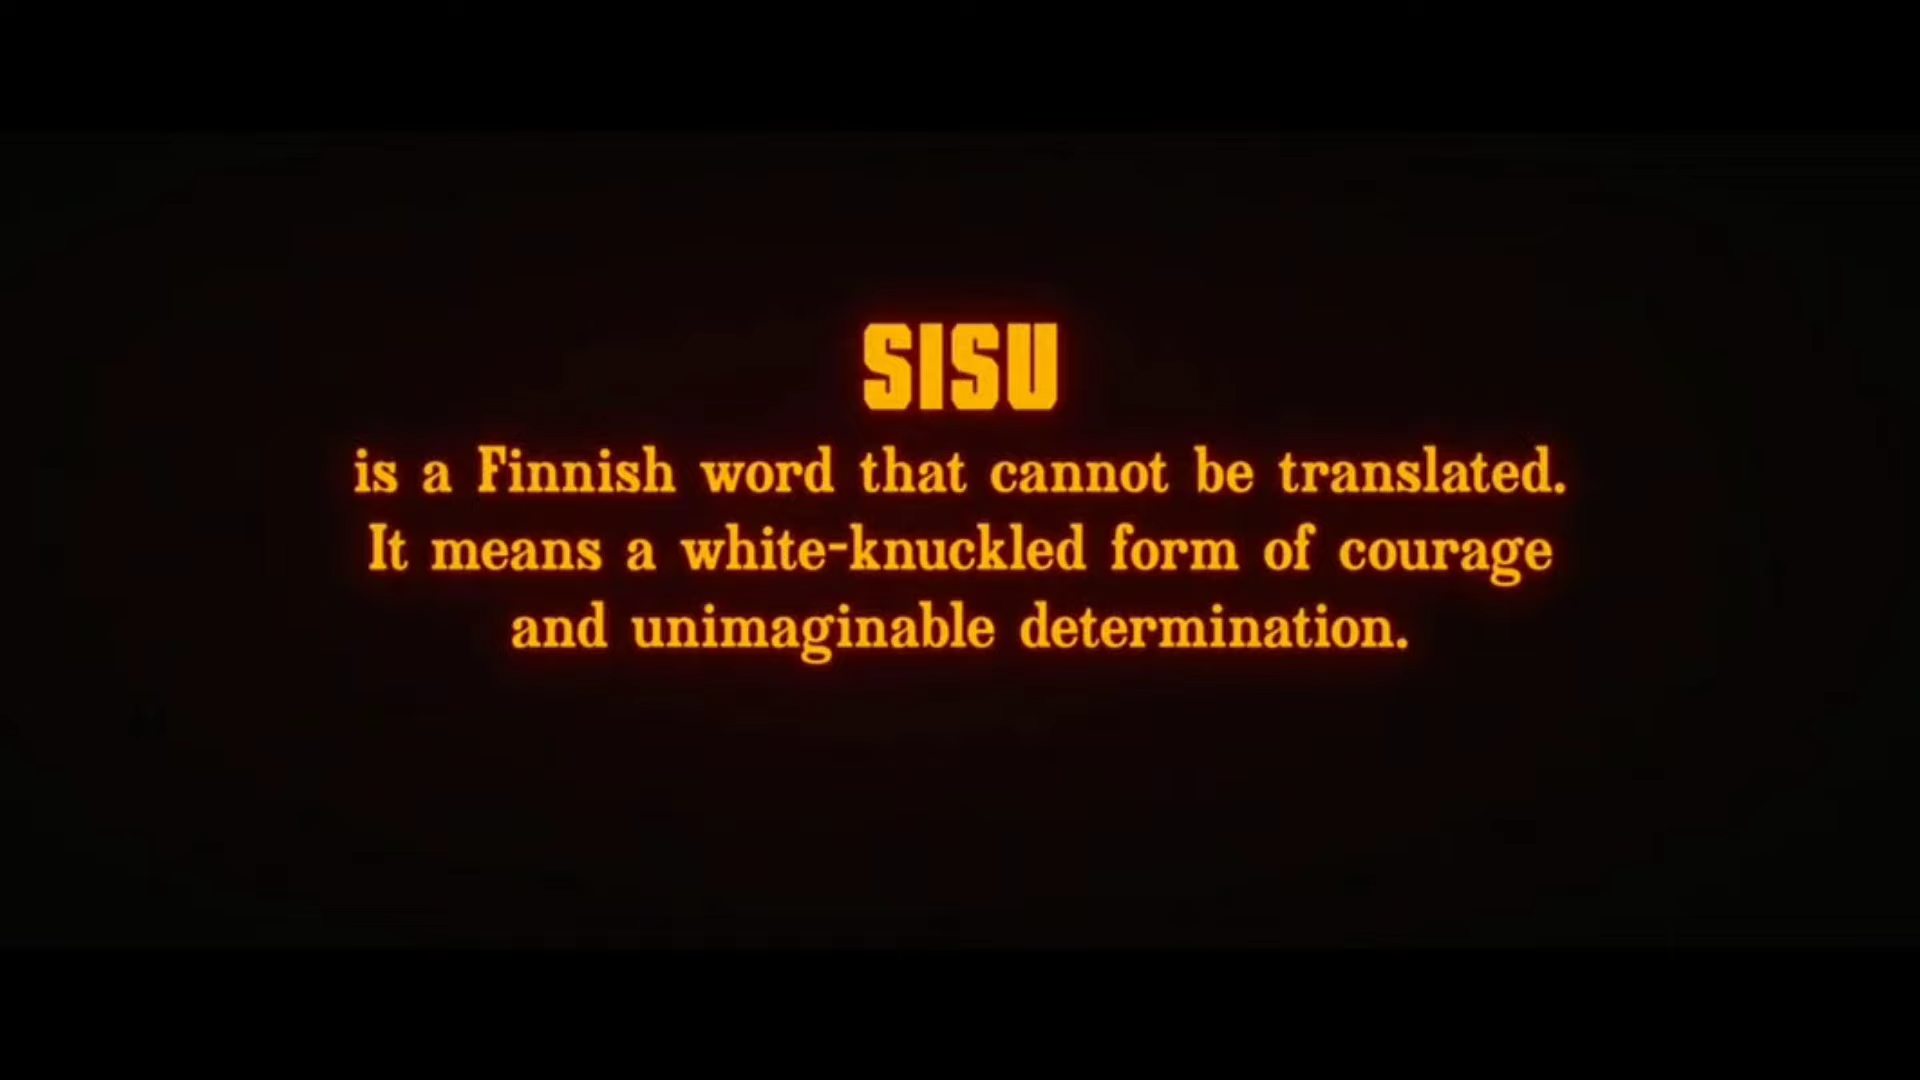 SISU
is a Finnish word that cannot be translated.
It means a white-knuckled form of courage
and unimaginable determination.